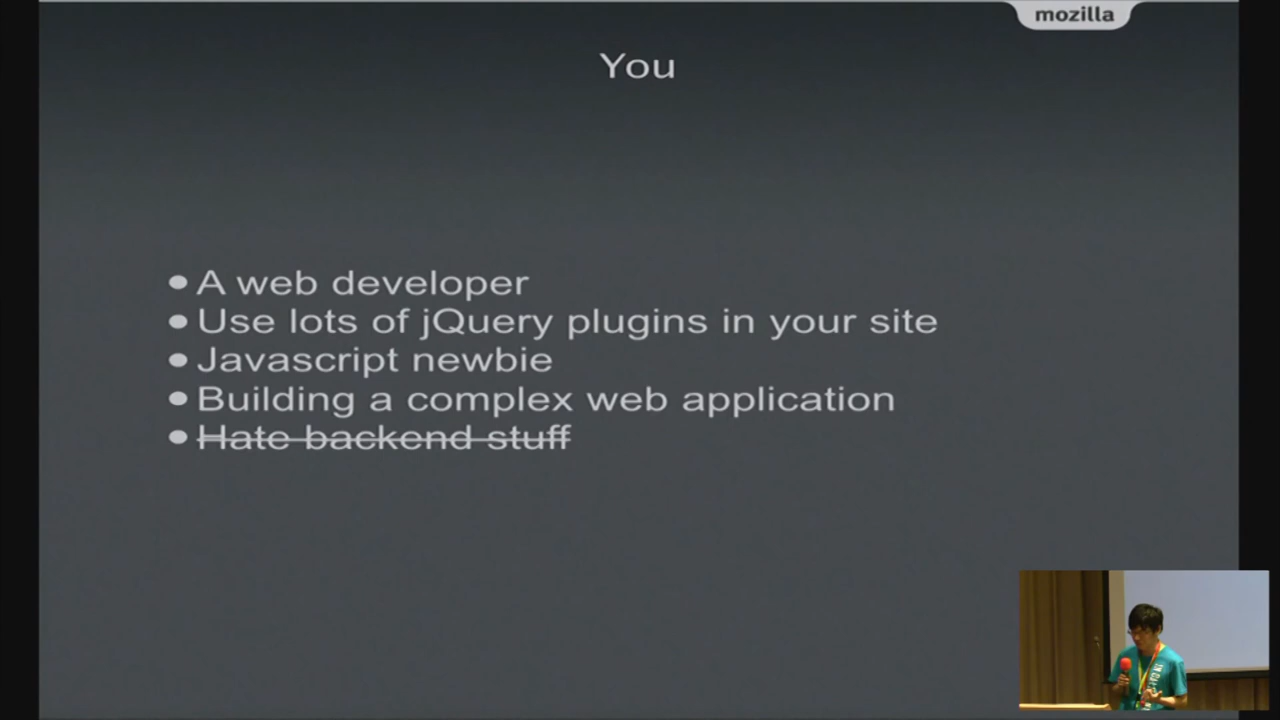 mozilla
You
• A web developer
• Use lots of jQuery plugins in your site
• Javascript newbie
• Building a complex web application
• Hate backend stuff